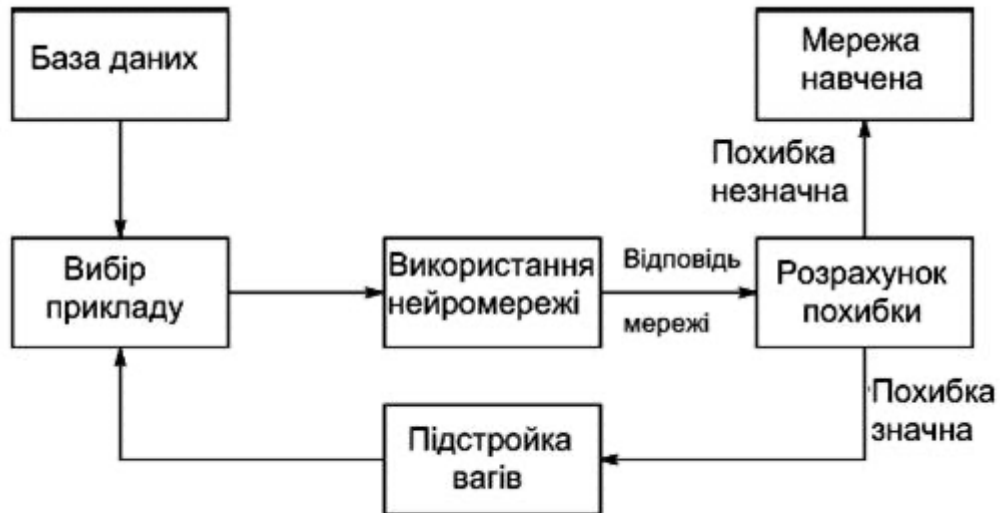 База даних
Мережа
навчена
Похибка
незначна
Вибір
прикладу
Використання
нейромережі
Відповідь
мережі
Розрахунок
похибки
Похибка
значна
Підстройка
вагів